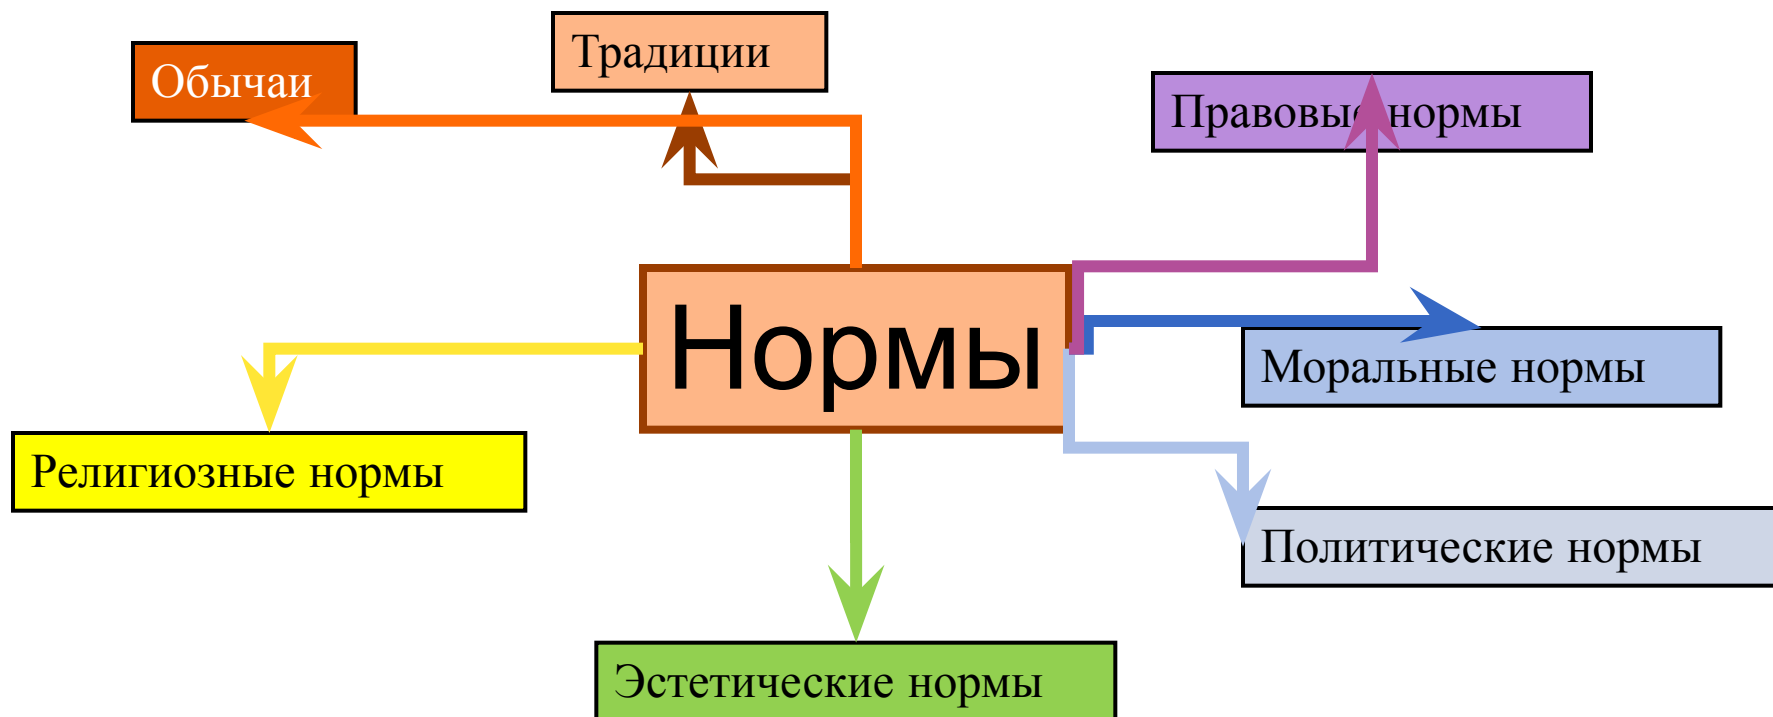 Традиции
Обычаи
Правовые нормы
Нормы
Моральные нормы
Религиозные нормы
Политические нормы
Эстетические нормы